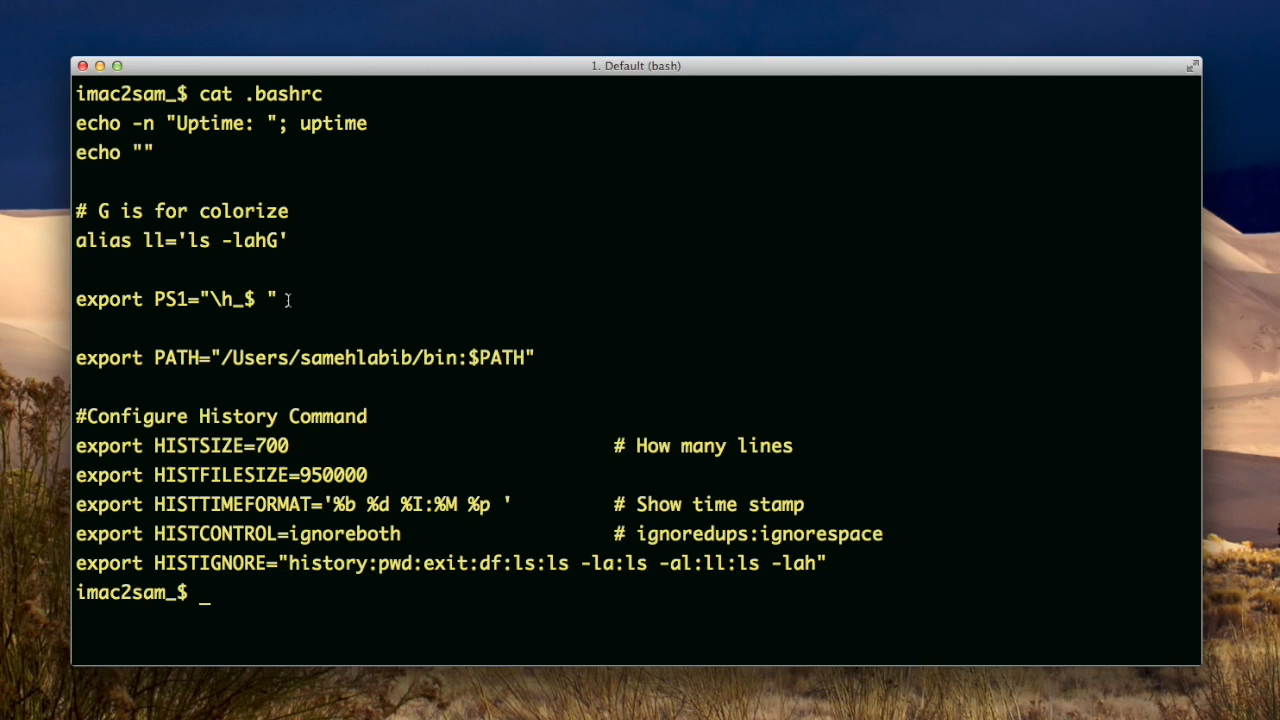 1. Default (bash)
imac2sam_$ cat .bashrc
echo -n "Uptime: "; uptime
echo ""
# G is for colorize
alias ll='ls -lahG'
export PS1="\h_$ "
export PATH="/Users/samehlabib/bin:$PATH"
#Configure History Command
export HISTSIZE=700 # How many lines
export HISTFILESIZE=950000
export HISTTIMEFORMAT='%b %d %I:%M %p ' # Show time stamp
export HISTCONTROL=ignoreboth # ignoredups:ignorespace
export HISTIGNORE="history:pwd:exit:df:ls:ls -la:ls -al:ll:ls -lah"
imac2sam_$ _